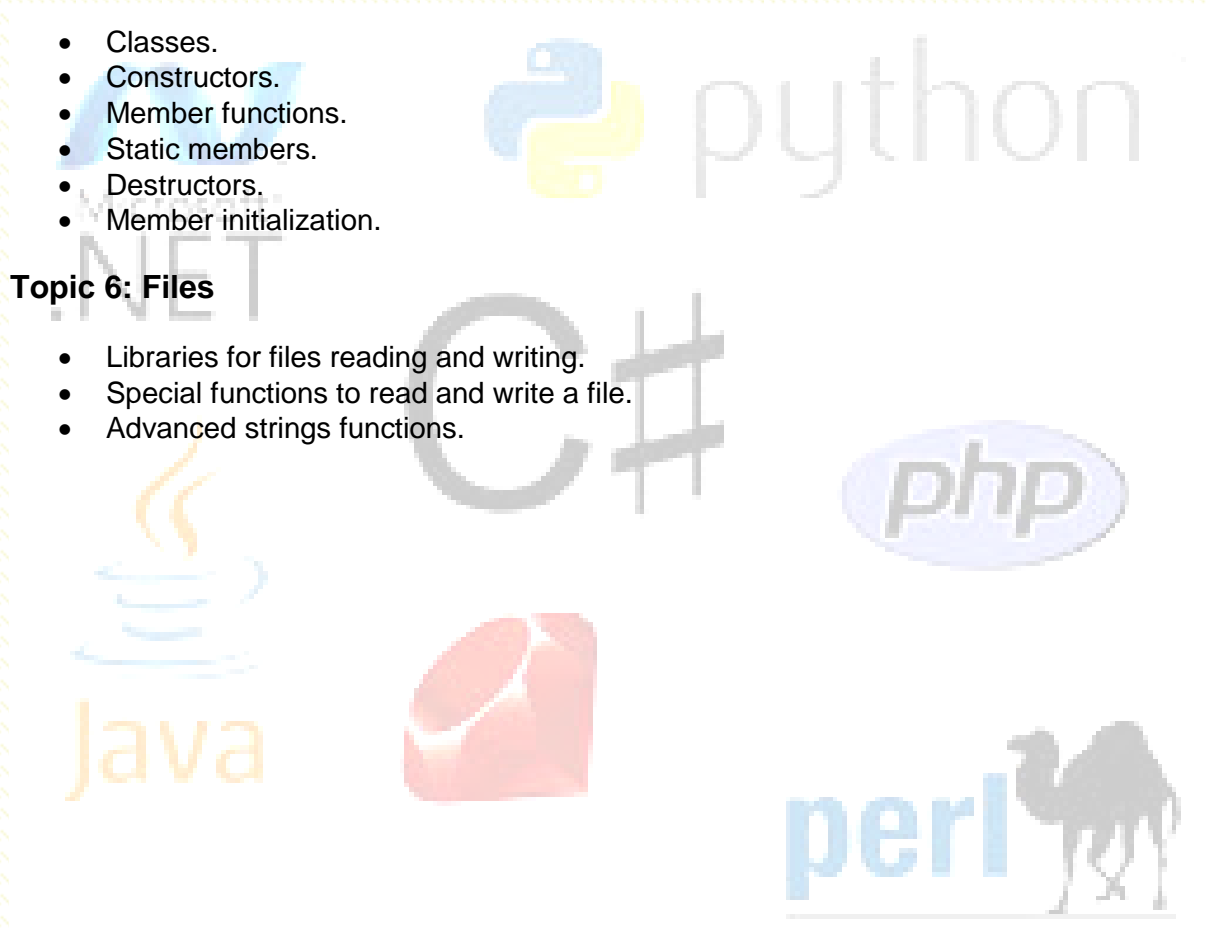 • Classes.
• Constructors.
• Member functions.
• Static members.
• Destructors.
• Member initialization.
Microsoft
.NET
python
Topic 6: Files
• Libraries for files reading and writing.
• Special functions to read and write a file.
• Advanced strings functions.
C#
php
Java
perl